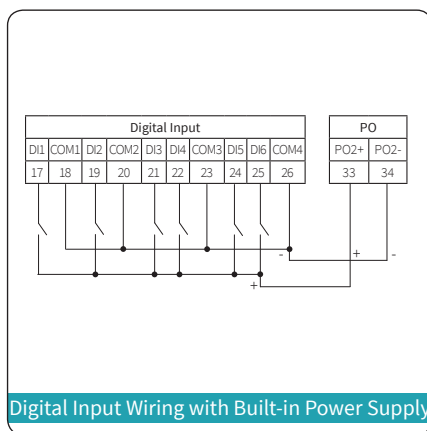 Digital Input PO
DI1 COM1 DI2 COM2 DI3 DI4 COM3 DI5 DI6 COM4 PO2+ PO2-
17 18 19 20 21 22 23 24 25 26 33 34
- + -
+
Digital Input Wiring with Built-in Power Supply